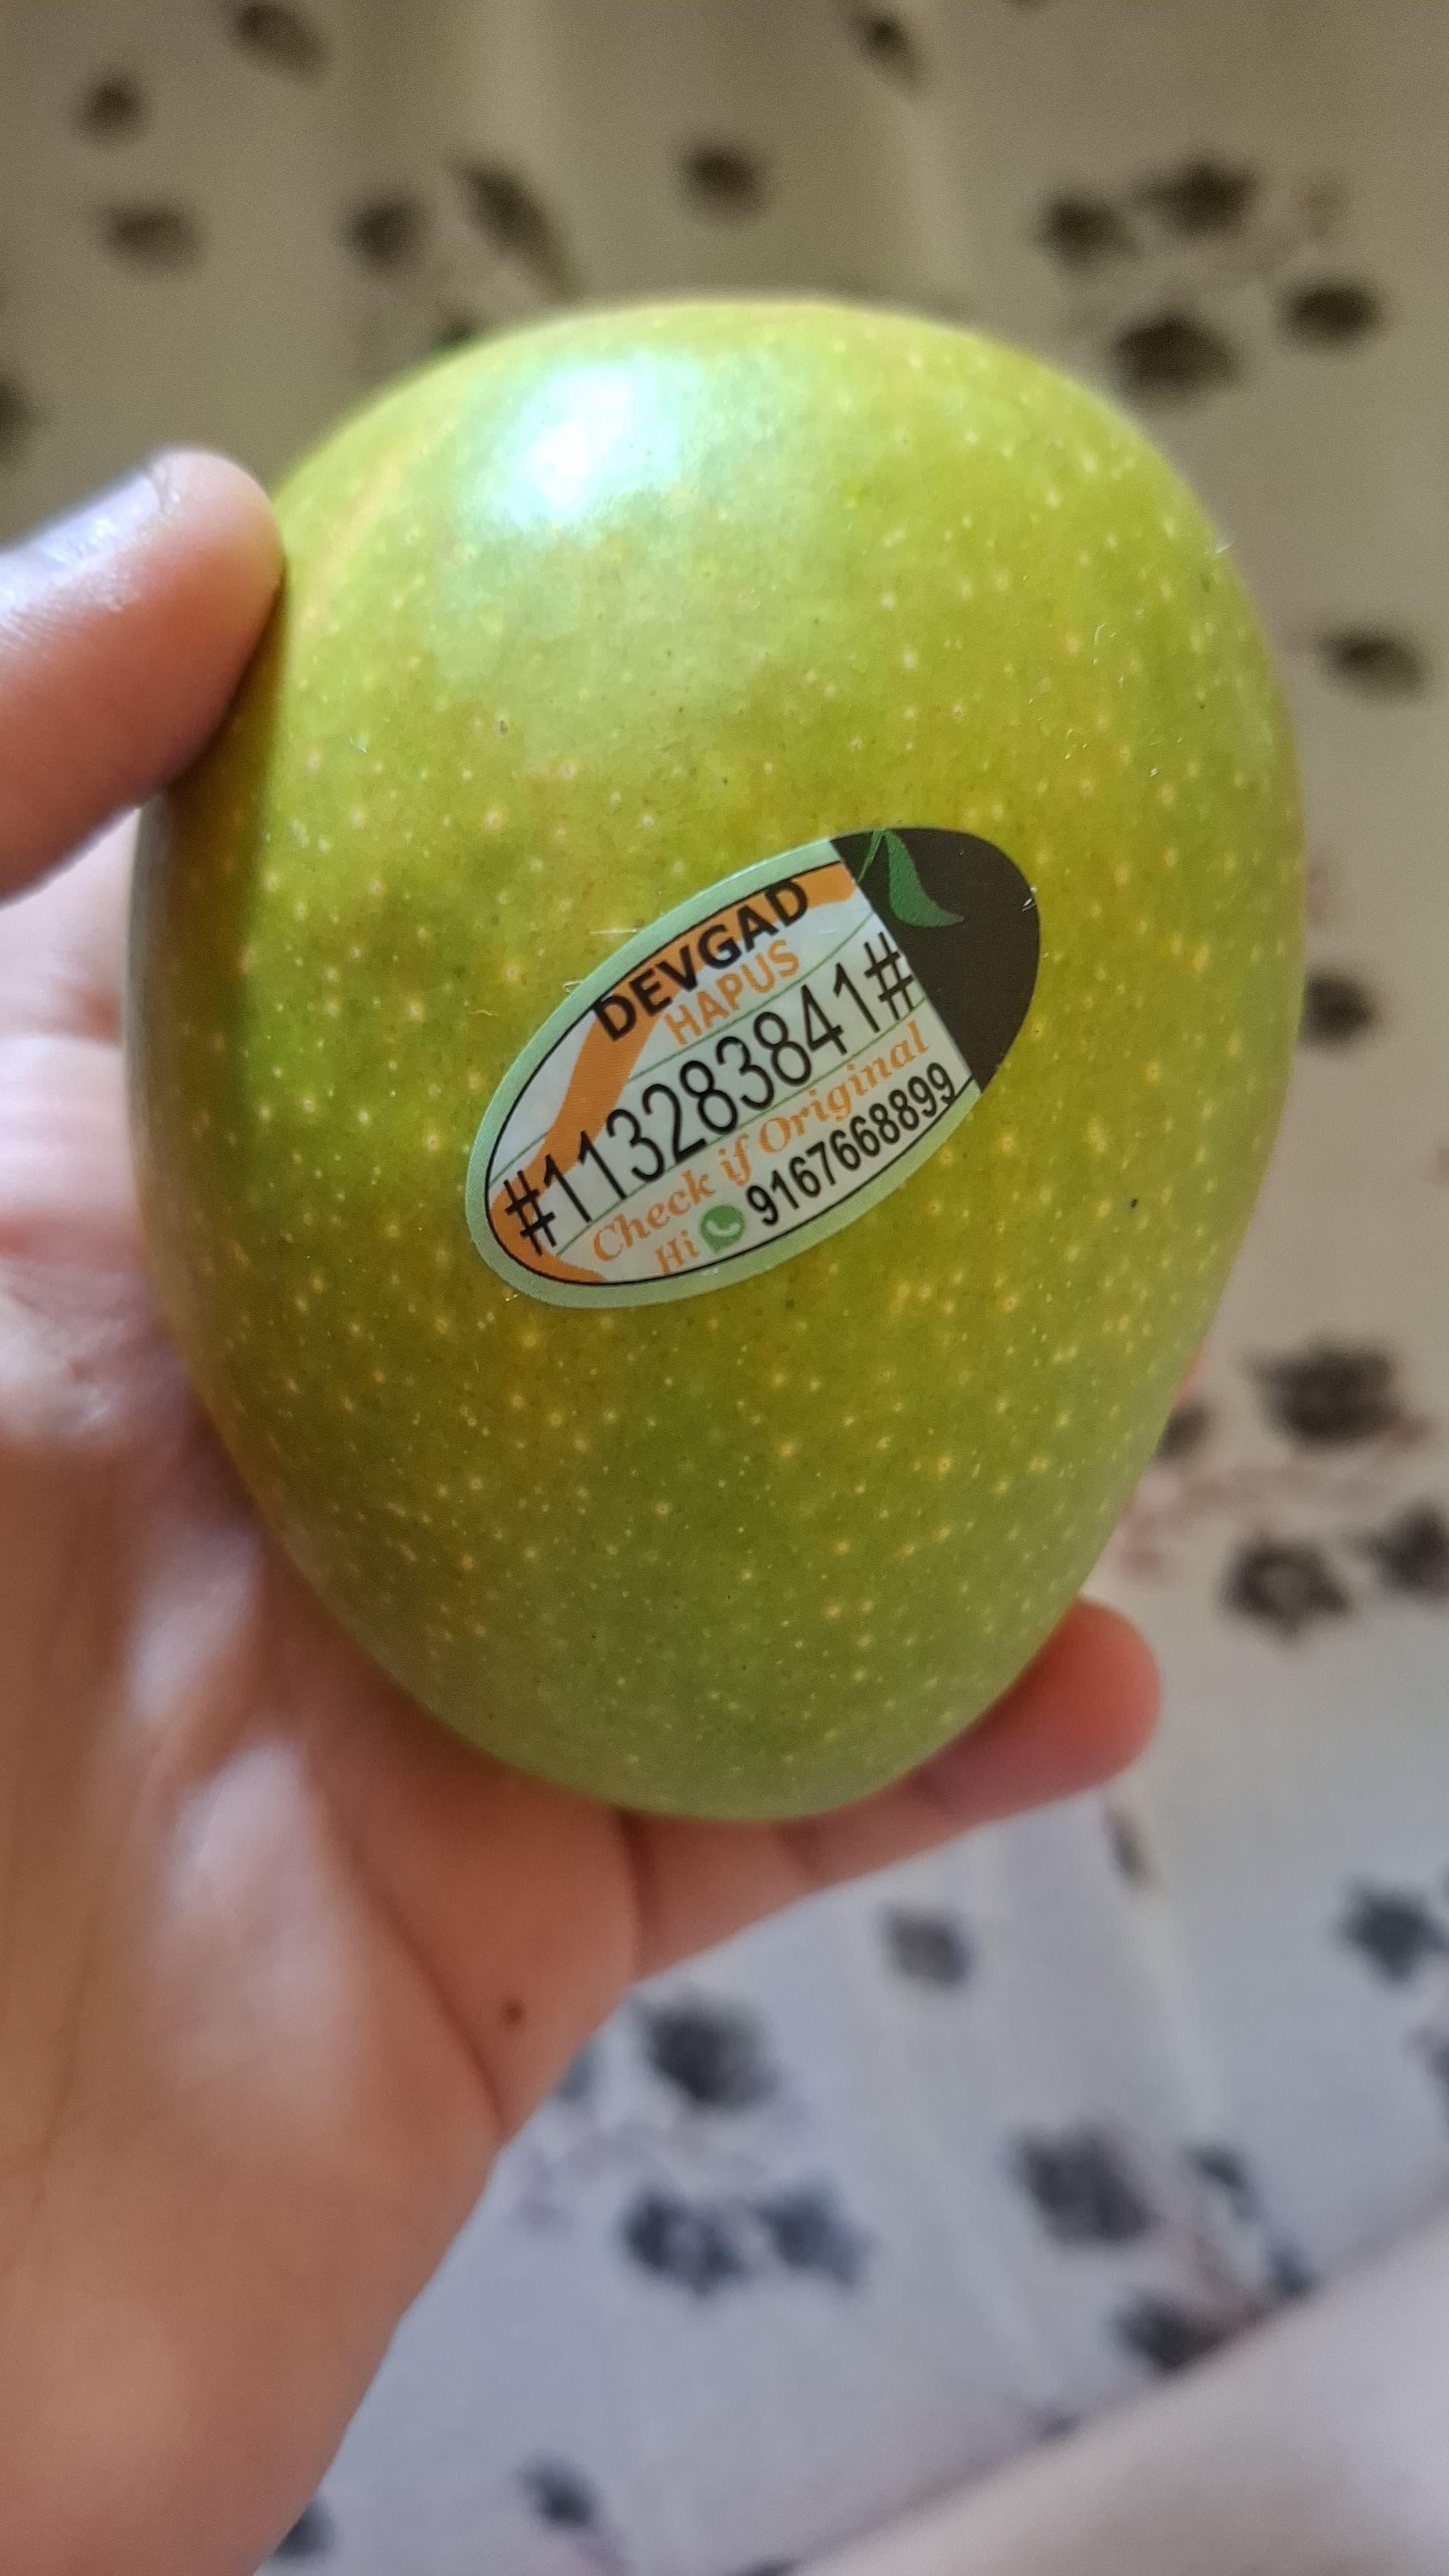 DEVGAD
HAPUS
#113283841#
Check if Original
Hi 9167668899